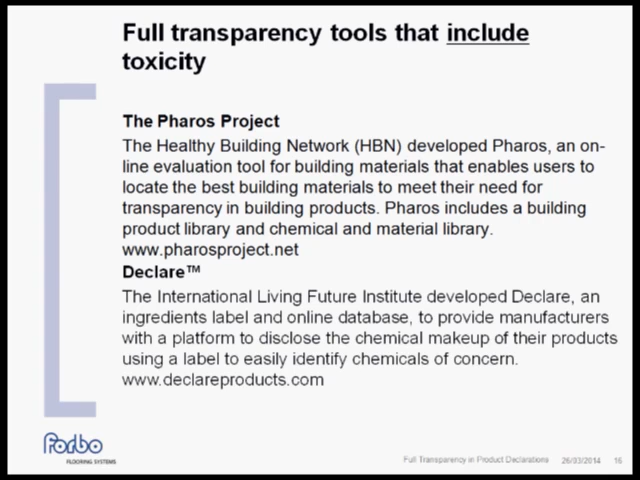 Full transparency tools that include
toxicity
The Pharos Project
The Healthy Building Network (HBN) developed Pharos, an on-
line evaluation tool for building materials that enables users to
locate the best building materials to meet their need for
transparency in building products. Pharos includes a building
product library and chemical and material library.
www.pharosproject.net
Declare™
The International Living Future Institute developed Declare, an
ingredients label and online database, to provide manufacturers
with a platform to disclose the chemical makeup of their products
using a label to easily identify chemicals of concern.
www.declareproducts.com
Forbo
FLOORING SYSTEMS
Full Transparency in Product Declarations 26/03/2014 16